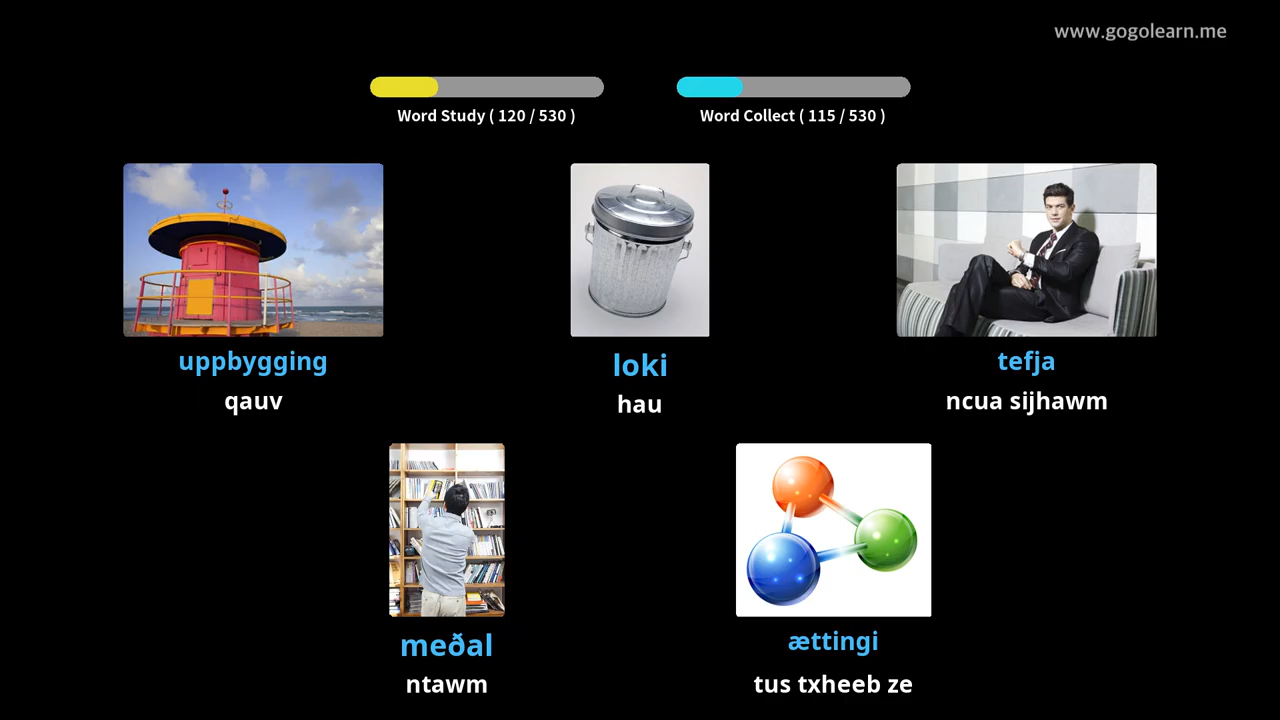 www.gogolearn.me
Word Study ( 120 / 530 )
Word Collect ( 115 / 530 )
uppbygging
qauv
loki
hau
tefja
ncua sijhawm
meðal
ntawm
ættingi
tus txheeb ze